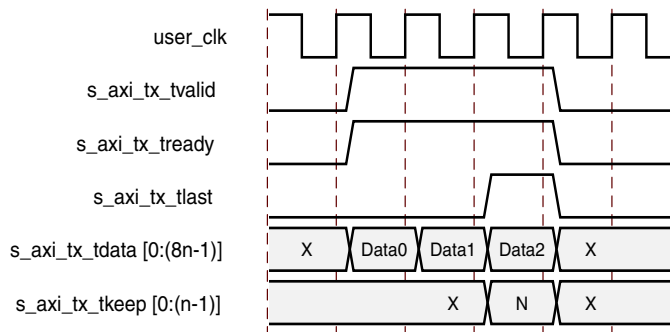 user_clk
s_axi_tx_tvalid
s_axi_tx_tready
s_axi_tx_tlast
s_axi_tx_tdata [0:(8n-1)] X Data0 Data1 Data2 X
s_axi_tx_tkeep [0:(n-1)] X N X